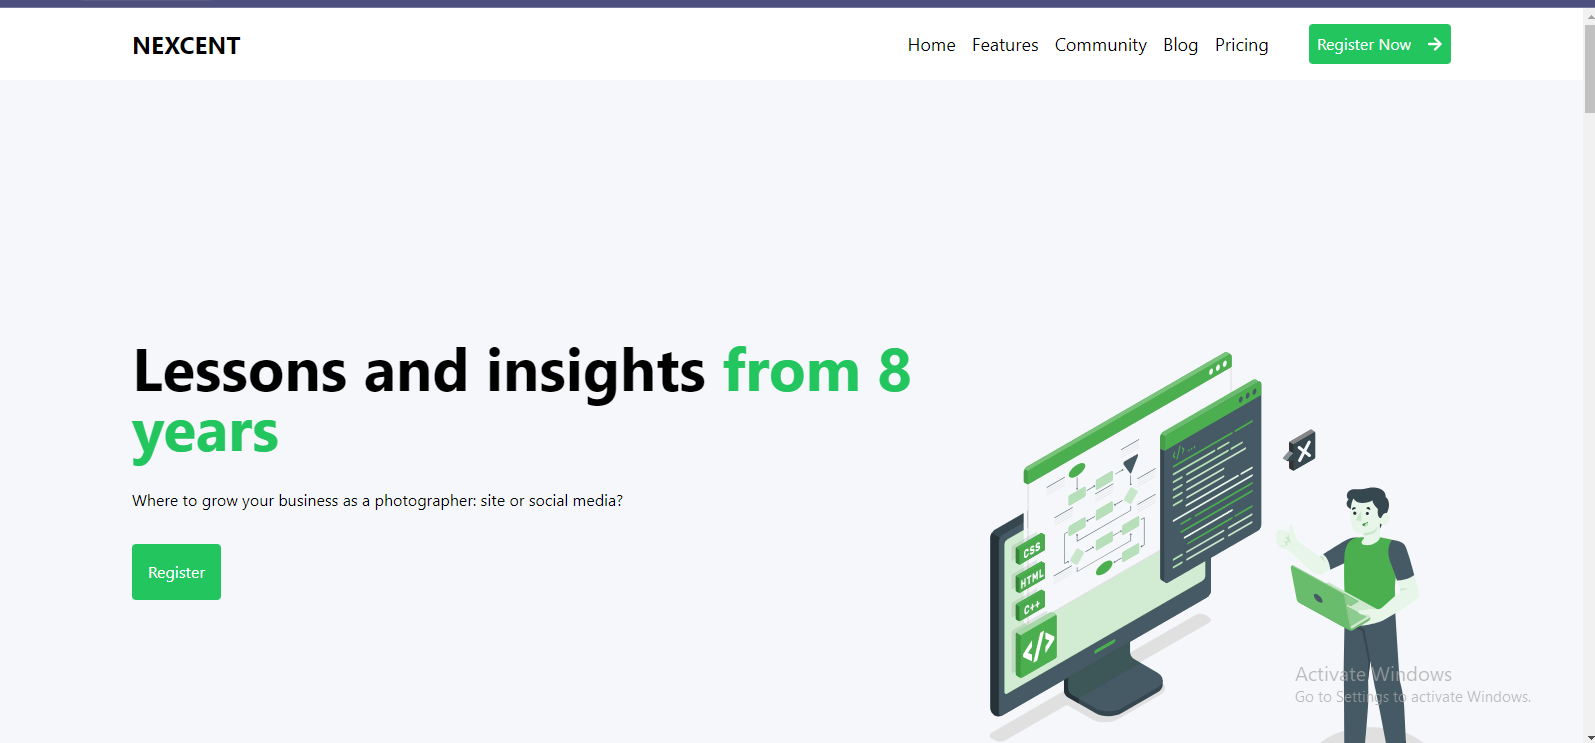 NEXCENT
Home Features Community Blog Pricing Register Now
Lessons and insights from 8
years
Where to grow your business as a photographer: site or social media?
Register
</> ...
X
CSS
HTML
C++
</>
Activate Windows
Go to Settings to activate Windows.